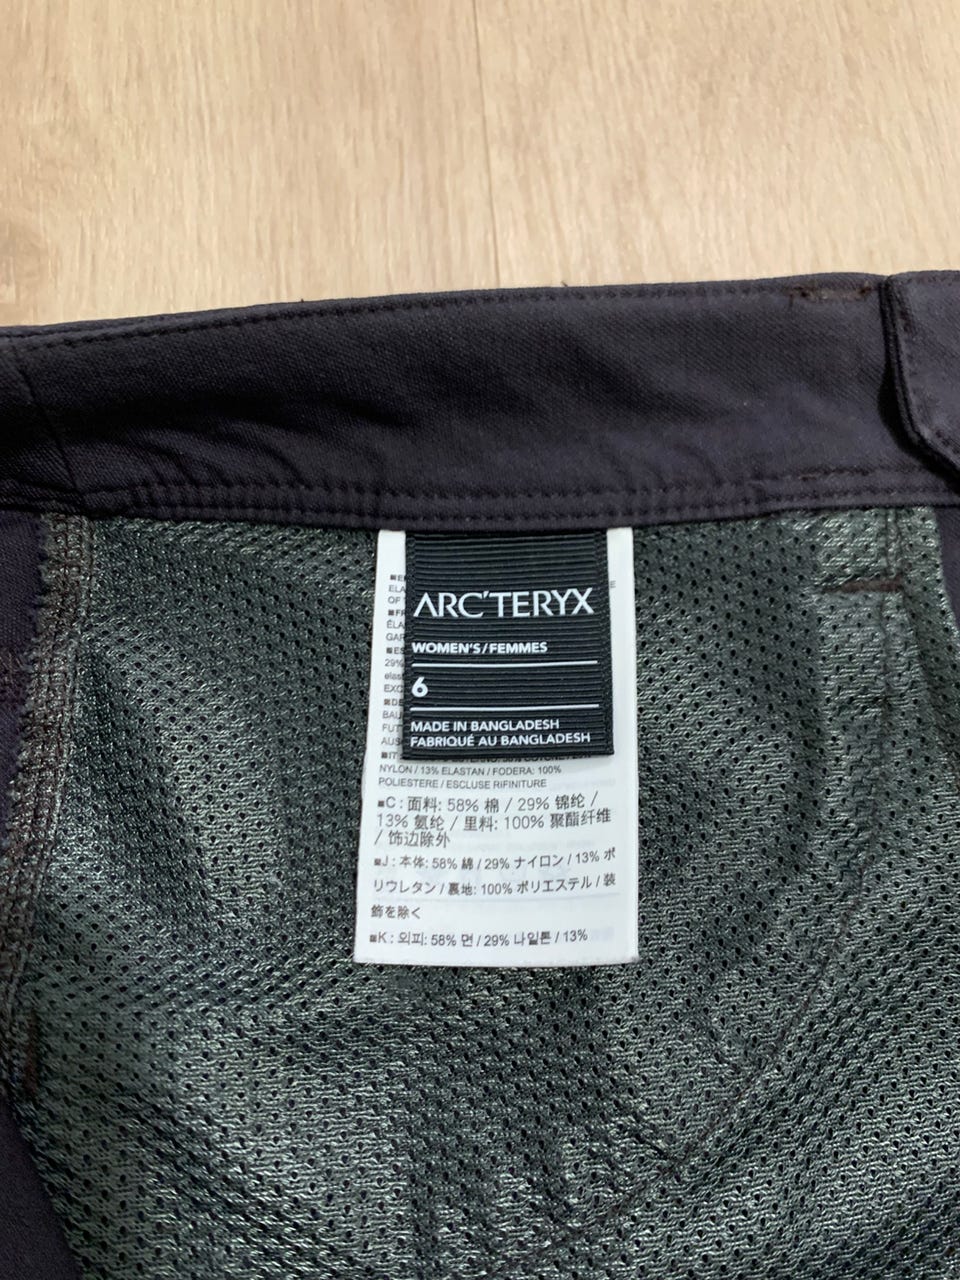 ARC'TERYX
WOMEN'S/FEMMES
6
MADE IN BANGLADESH
FABRIQUÉ AU BANGLADESH
NYLON / 13% ELASTAN / FODERA: 100%
POLIESTERE / ESCLUSE RIFINITURE
■C : 面料: 58% 棉 / 29% 锦纶 /
13% 氨纶 / 里料: 100% 聚酯纤维
/ 饰边除外
■J : 本体: 58% 綿 / 29% ナイロン / 13% ポ
リウレタン / 裏地: 100% ポリエステル / 装
飾を除く
■K : 외피: 58% 면 / 29% 나일론 / 13%